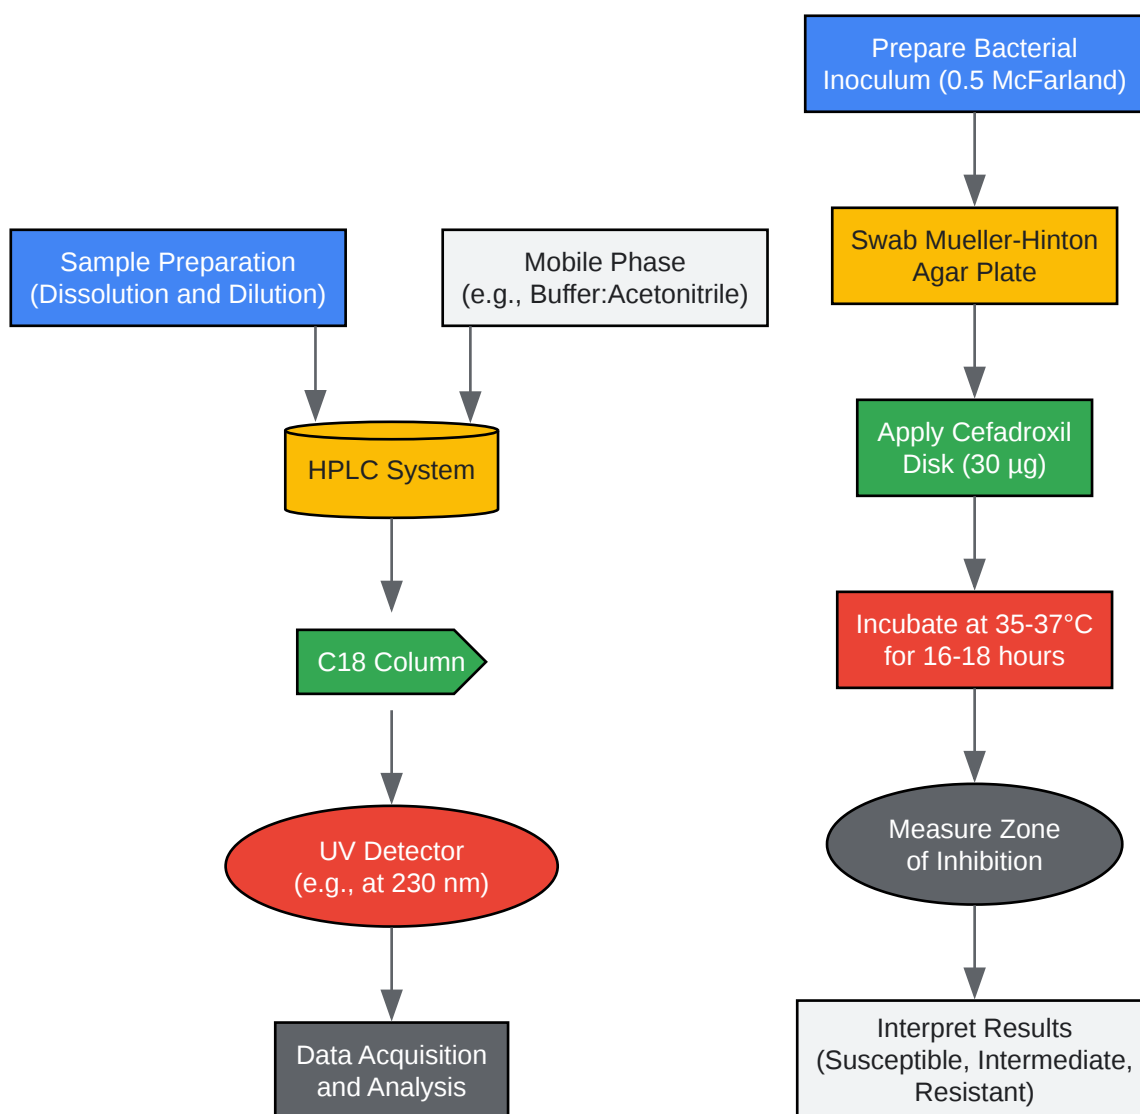 Sample Preparation
(Dissolution and Dilution)
Mobile Phase
(e.g., Buffer:Acetonitrile)
HPLC System
C18 Column
UV Detector
(e.g., at 230 nm)
Data Acquisition
and Analysis
Prepare Bacterial
Inoculum (0.5 McFarland)
Swab Mueller-Hinton
Agar Plate
Apply Cefadroxil
Disk (30 µg)
Incubate at 35-37°C
for 16-18 hours
Measure Zone
of Inhibition
Interpret Results
(Susceptible, Intermediate,
Resistant)